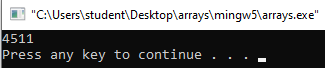 "C:\Users\student\Desktop\arrays\mingw5\arrays.exe"
4511
Press any key to continue . . .